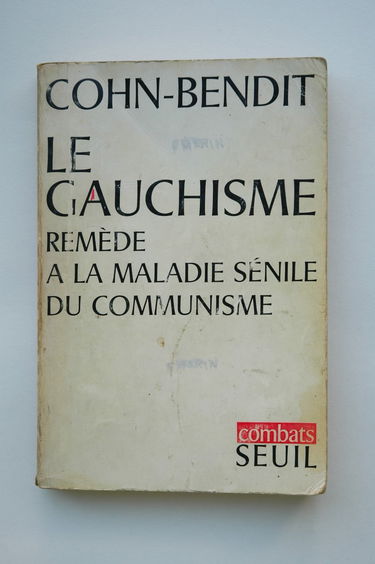 COHN-BENDIT
LE
GAUCHISME
REMÈDE
A LA MALADIE SÉNILE
DU COMMUNISME
combats
SEUIL